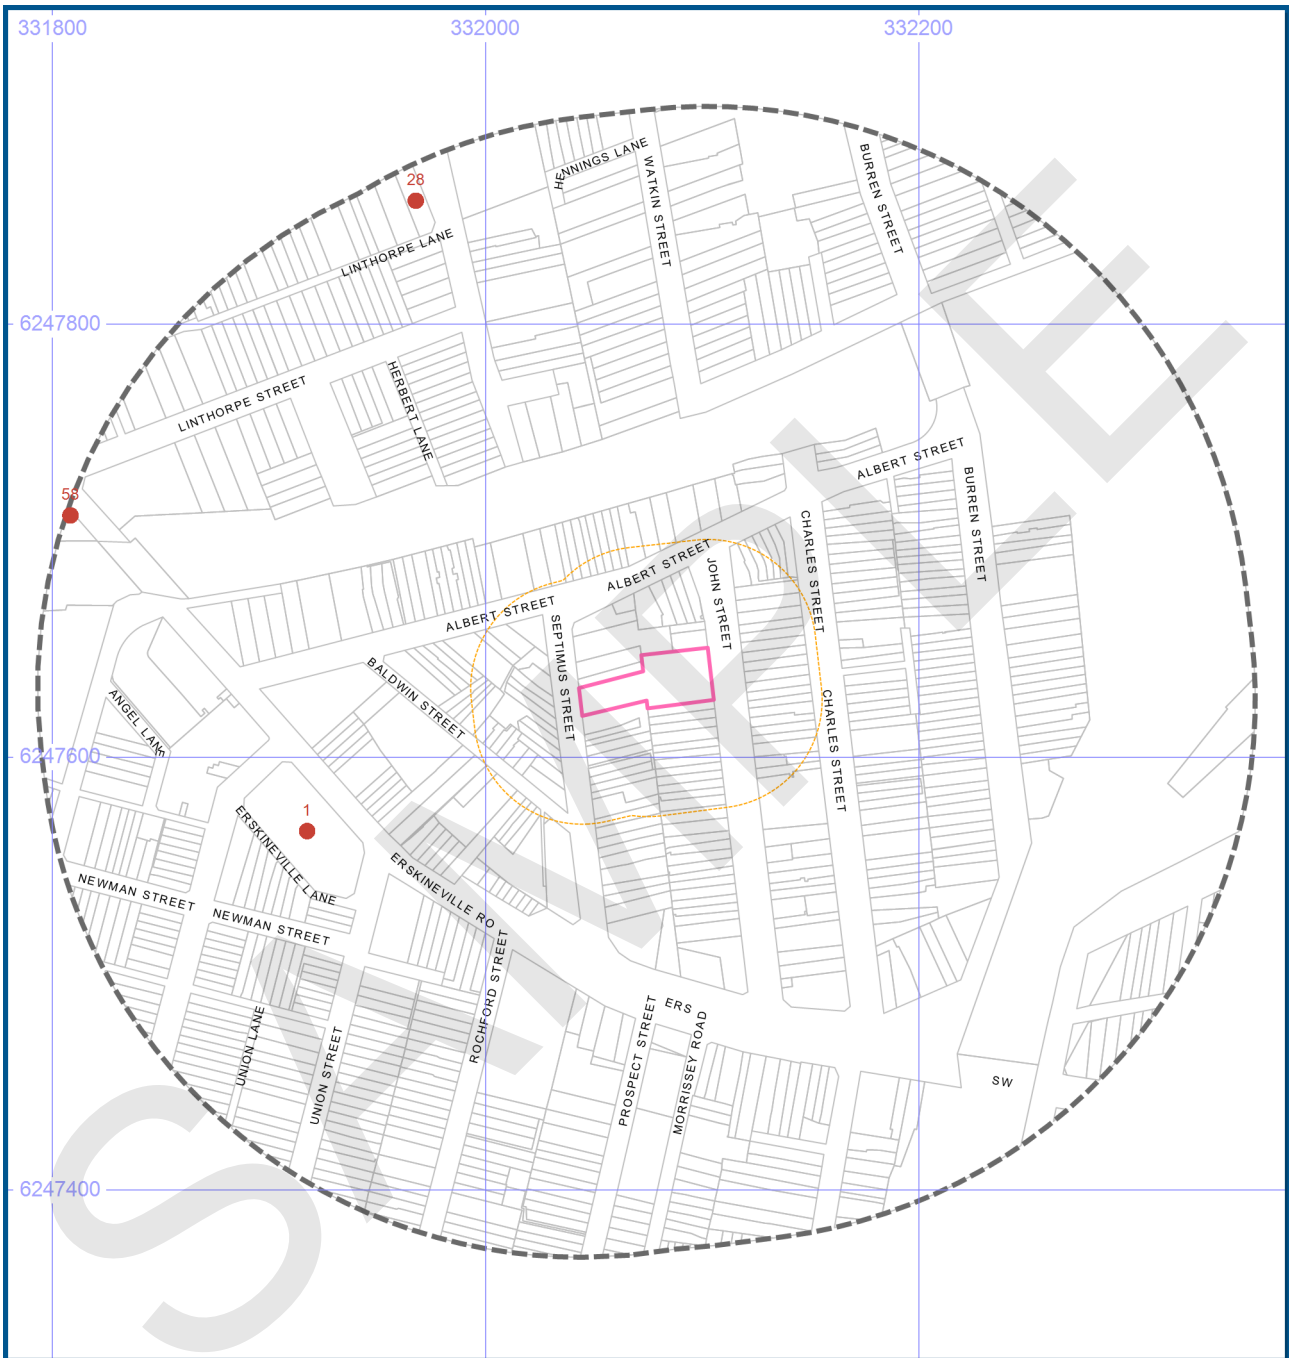 331800
332000
332200
HENNINGS LANE
WATKIN STREET
BURREN STREET
28
LINTHORPE LANE
6247800
LINTHORPE STREET
HERBERT LANE
ALBERT STREET
58
BURREN STREET
CHARLES STREET
ALBERT STREET
JOHN STREET
ALBERT STREET
SEPTIMUS STREET
BALDWIN STREET
ANGEL LANE
CHARLES STREET
6247600
1
ERSKINEVILLE LANE
ERSKINEVILLE RO
NEWMAN STREET
NEWMAN STREET
ROCHFORD STREET
UNION LANE
UNION STREET
PROSPECT STREET
ERS
MORRISSEY ROAD
SW
6247400
SAMPLE